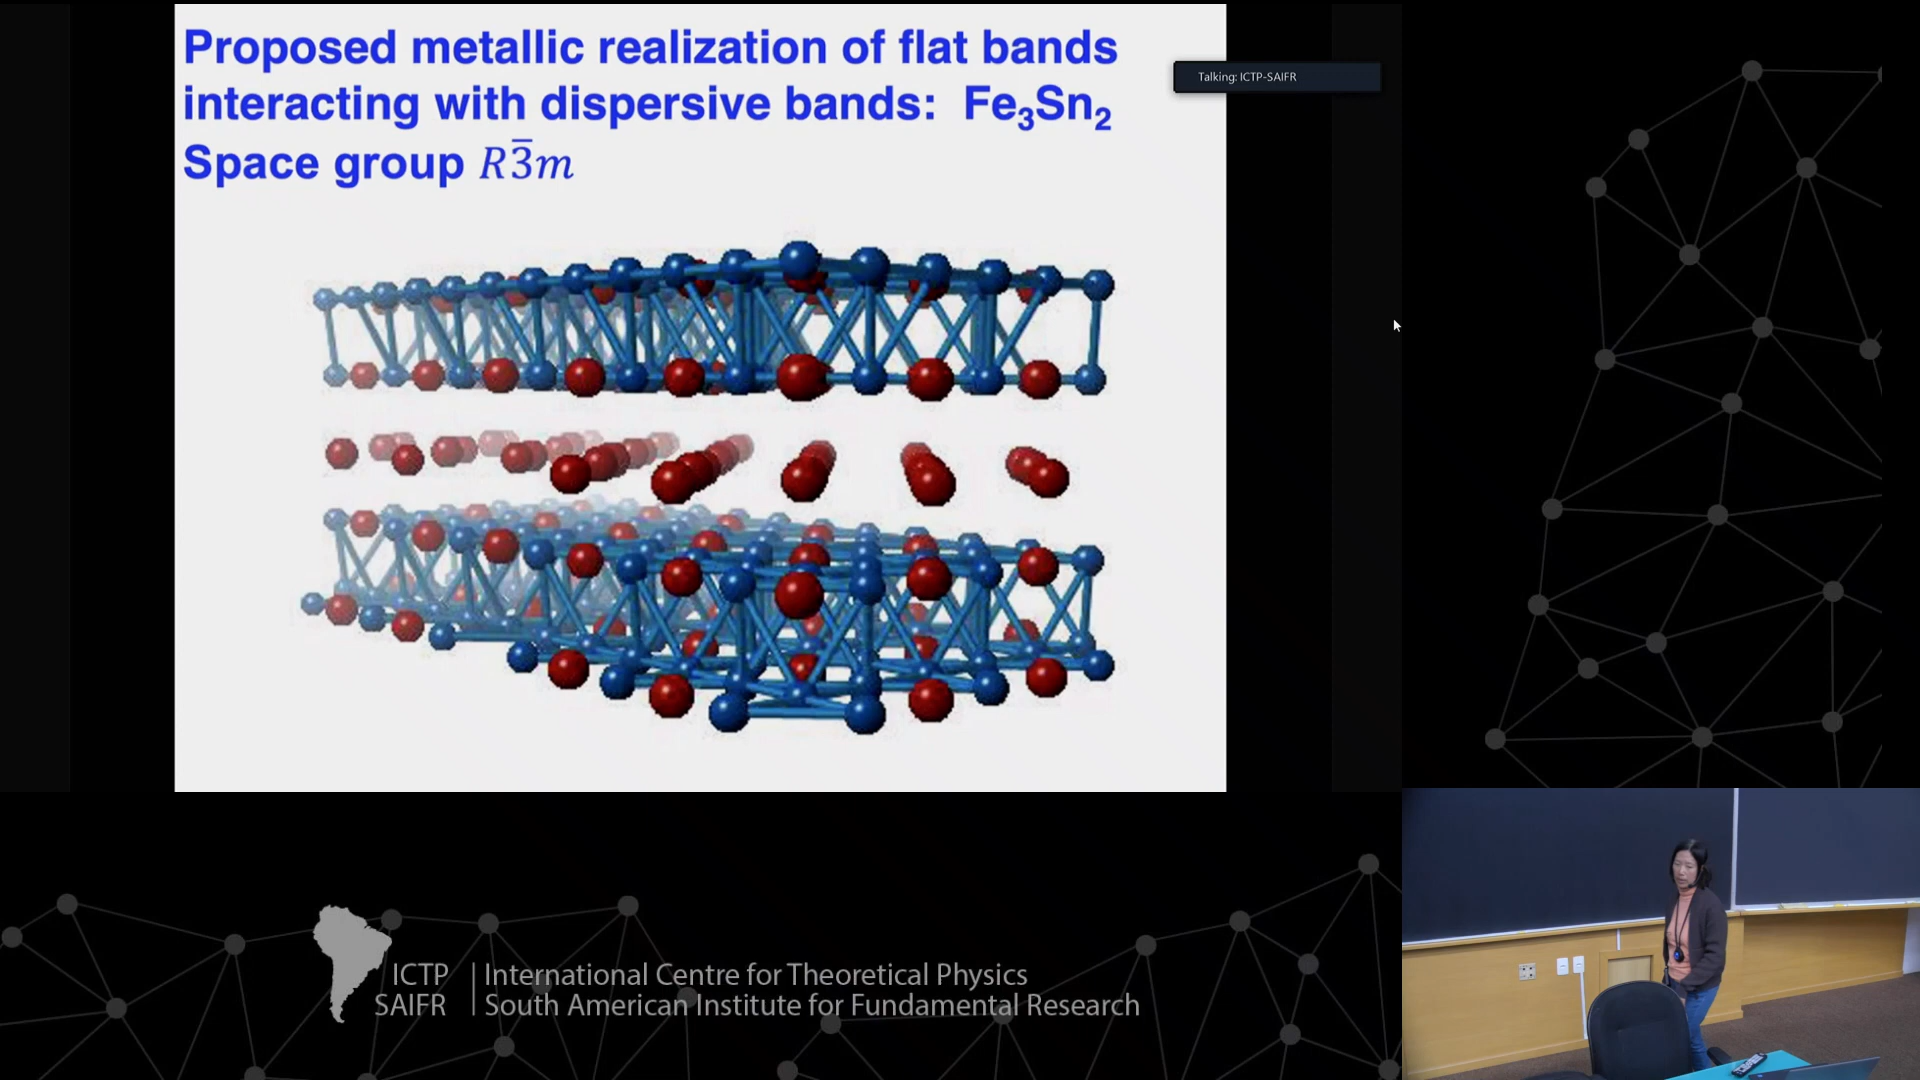 Proposed metallic realization of flat bands
interacting with dispersive bands: Fe₃Sn₂
Space group R3̅m
Talking: ICTP-SAIFR
ICTP | International Centre for Theoretical Physics
SAIFR | South American Institute for Fundamental Research